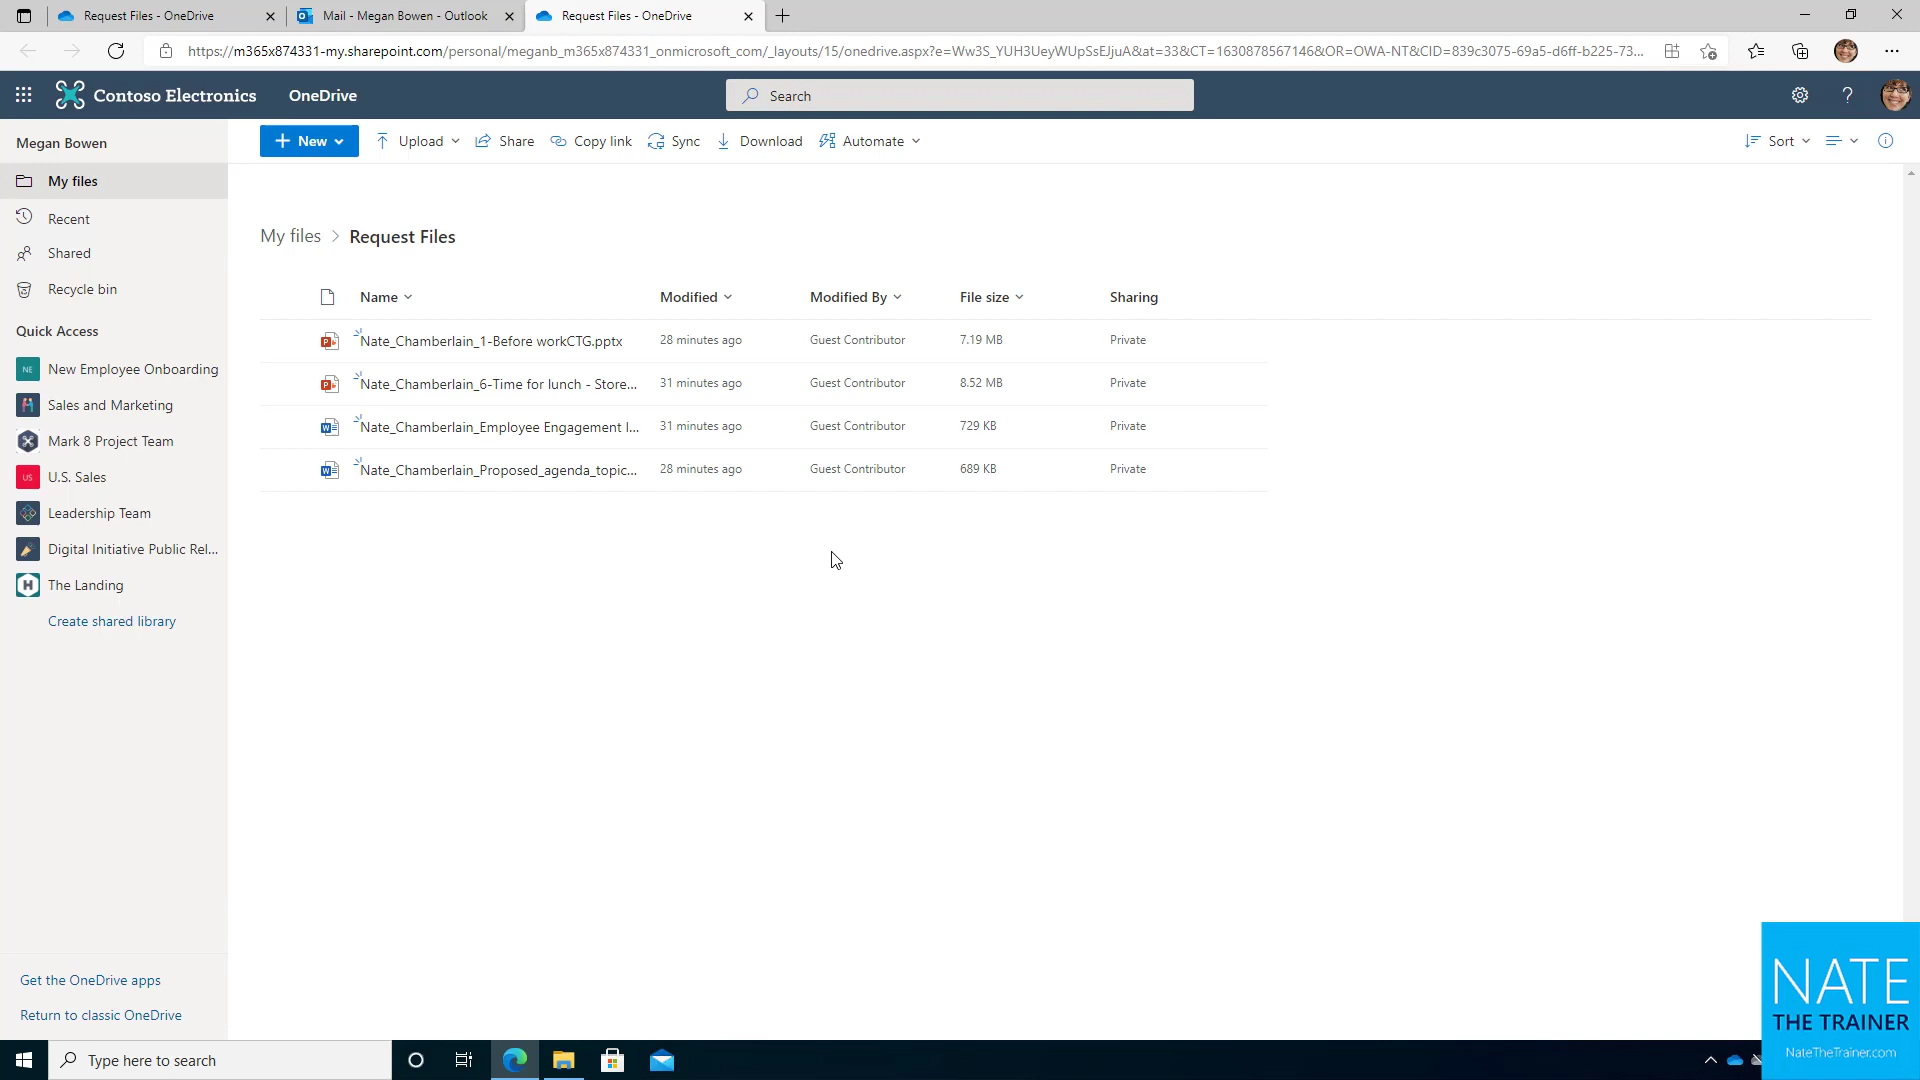 Request Files - OneDrive
Mail - Megan Bowen - Outlook
Request Files - OneDrive
https://m365x874331-my.sharepoint.com/personal/meganb_m365x874331_onmicrosoft_com/_layouts/15/onedrive.aspx?e=Ww3S_YUH3UeyWUpSsEJjuA&at=33&CT=1630878567146&OR=OWA-NT&CID=839c3075-69a5-d6ff-b225-73...
Contoso Electronics
OneDrive
Search
?
Megan Bowen
New
Upload
Share
Copy link
Sync
Download
Automate
Sort
My files
Recent
Shared
Recycle bin
Quick Access
NE New Employee Onboarding
Sales and Marketing
Mark 8 Project Team
US U.S. Sales
Leadership Team
Digital Initiative Public Rel...
H The Landing
Create shared library
Get the OneDrive apps
Return to classic OneDrive
My files > Request Files
Name Modified Modified By File size Sharing
Nate_Chamberlain_1-Before workCTG.pptx 28 minutes ago Guest Contributor 7.19 MB Private
Nate_Chamberlain_6-Time for lunch - Store... 31 minutes ago Guest Contributor 8.52 MB Private
Nate_Chamberlain_Employee Engagement I... 31 minutes ago Guest Contributor 729 KB Private
Nate_Chamberlain_Proposed_agenda_topic... 28 minutes ago Guest Contributor 689 KB Private
NATE
THE TRAINER
NateTheTrainer.com
Type here to search